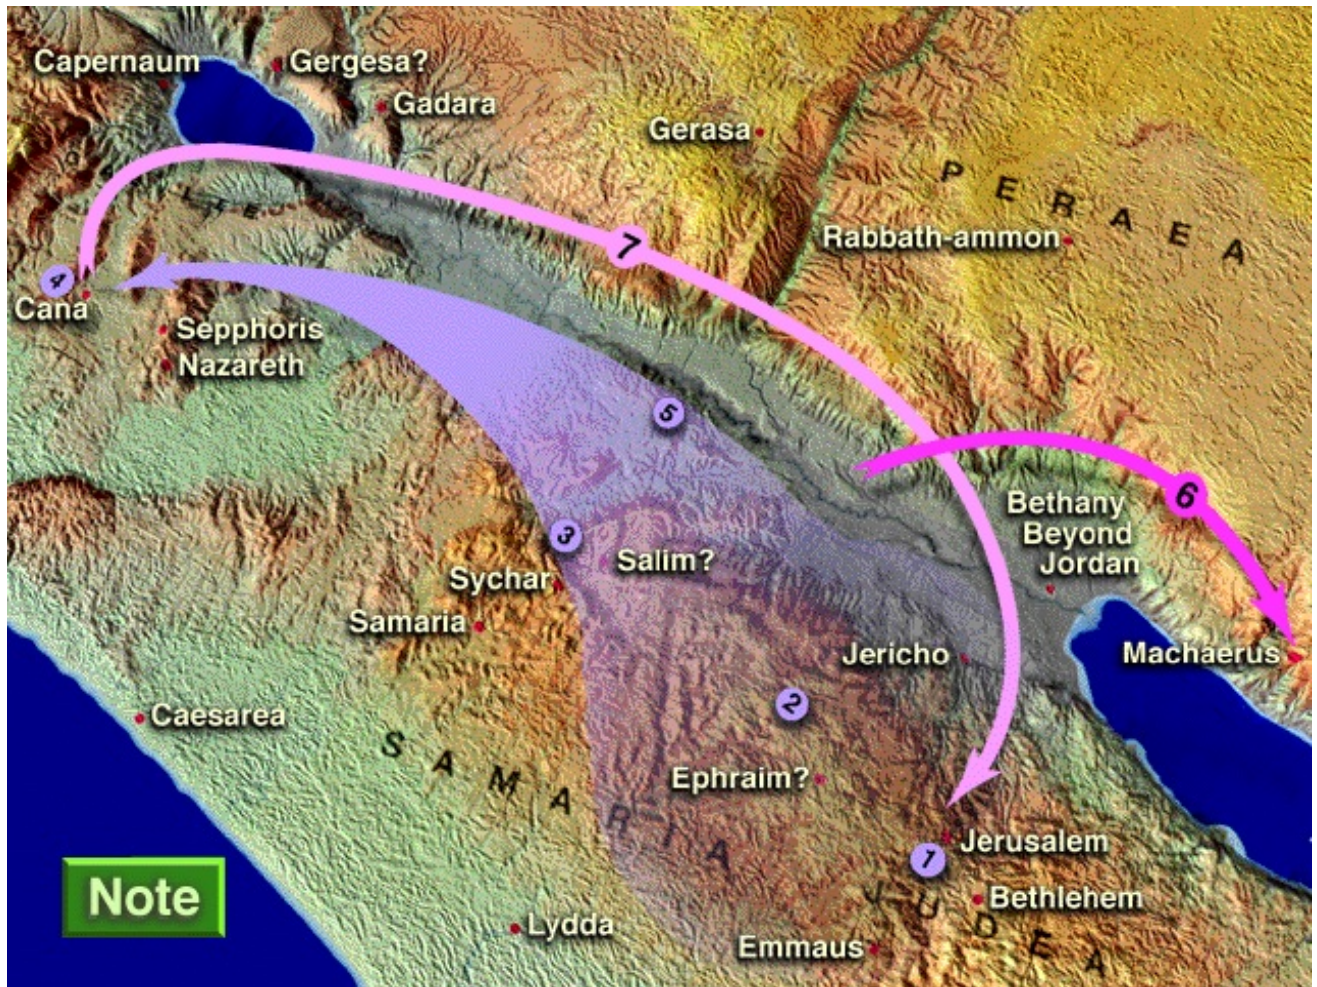 Capernaum
Gergesa?
Gadara
Gerasa
PERAEA
Rabbath-ammon
7
4
Cana
Sepphoris
Nazareth
5
6
Bethany
Beyond
Jordan
3
Salim?
Sychar
Samaria
Jericho
Machaerus
2
Caesarea
SAMARIA
Ephraim?
1
Jerusalem
JUDEA
Bethlehem
Note
Lydda
Emmaus